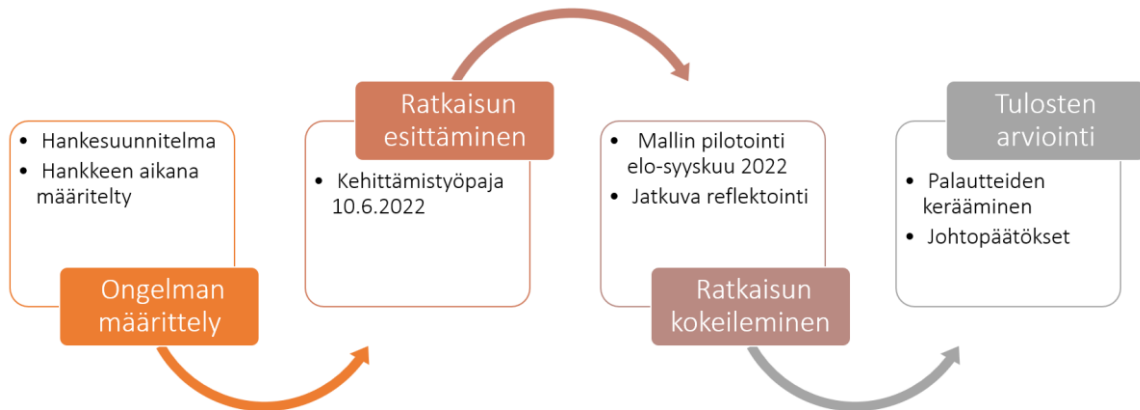 • Hankesuunnitelma
• Hankkeen aikana
määritelty
Ongelman
määrittely
Ratkaisun
esittäminen
• Kehittämistyöpaja
10.6.2022
• Mallin pilotointi
elo-syyskuu 2022
• Jatkuva reflektointi
Ratkaisun
kokeileminen
Tulosten
arviointi
• Palautteiden
kerääminen
• Johtopäätökset